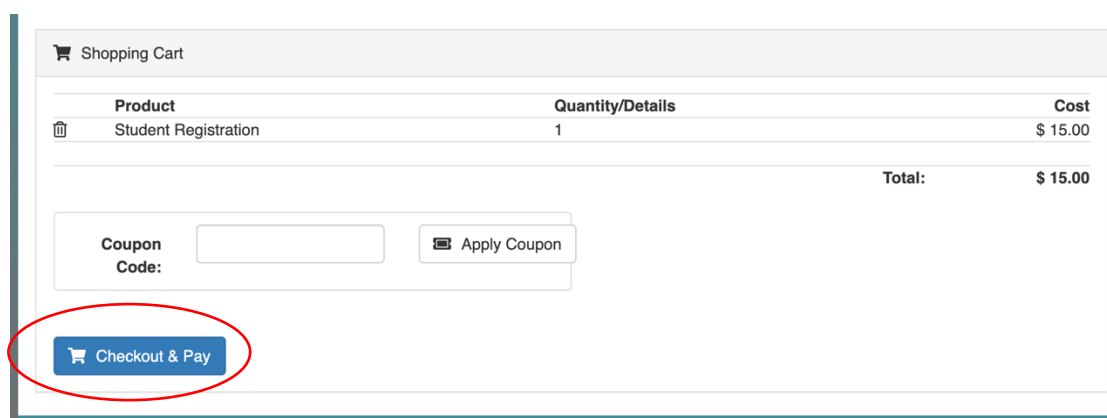 Shopping Cart
Product Quantity/Details Cost
Student Registration 1 $ 15.00
Total: $ 15.00
Coupon Code: Apply Coupon
Checkout & Pay